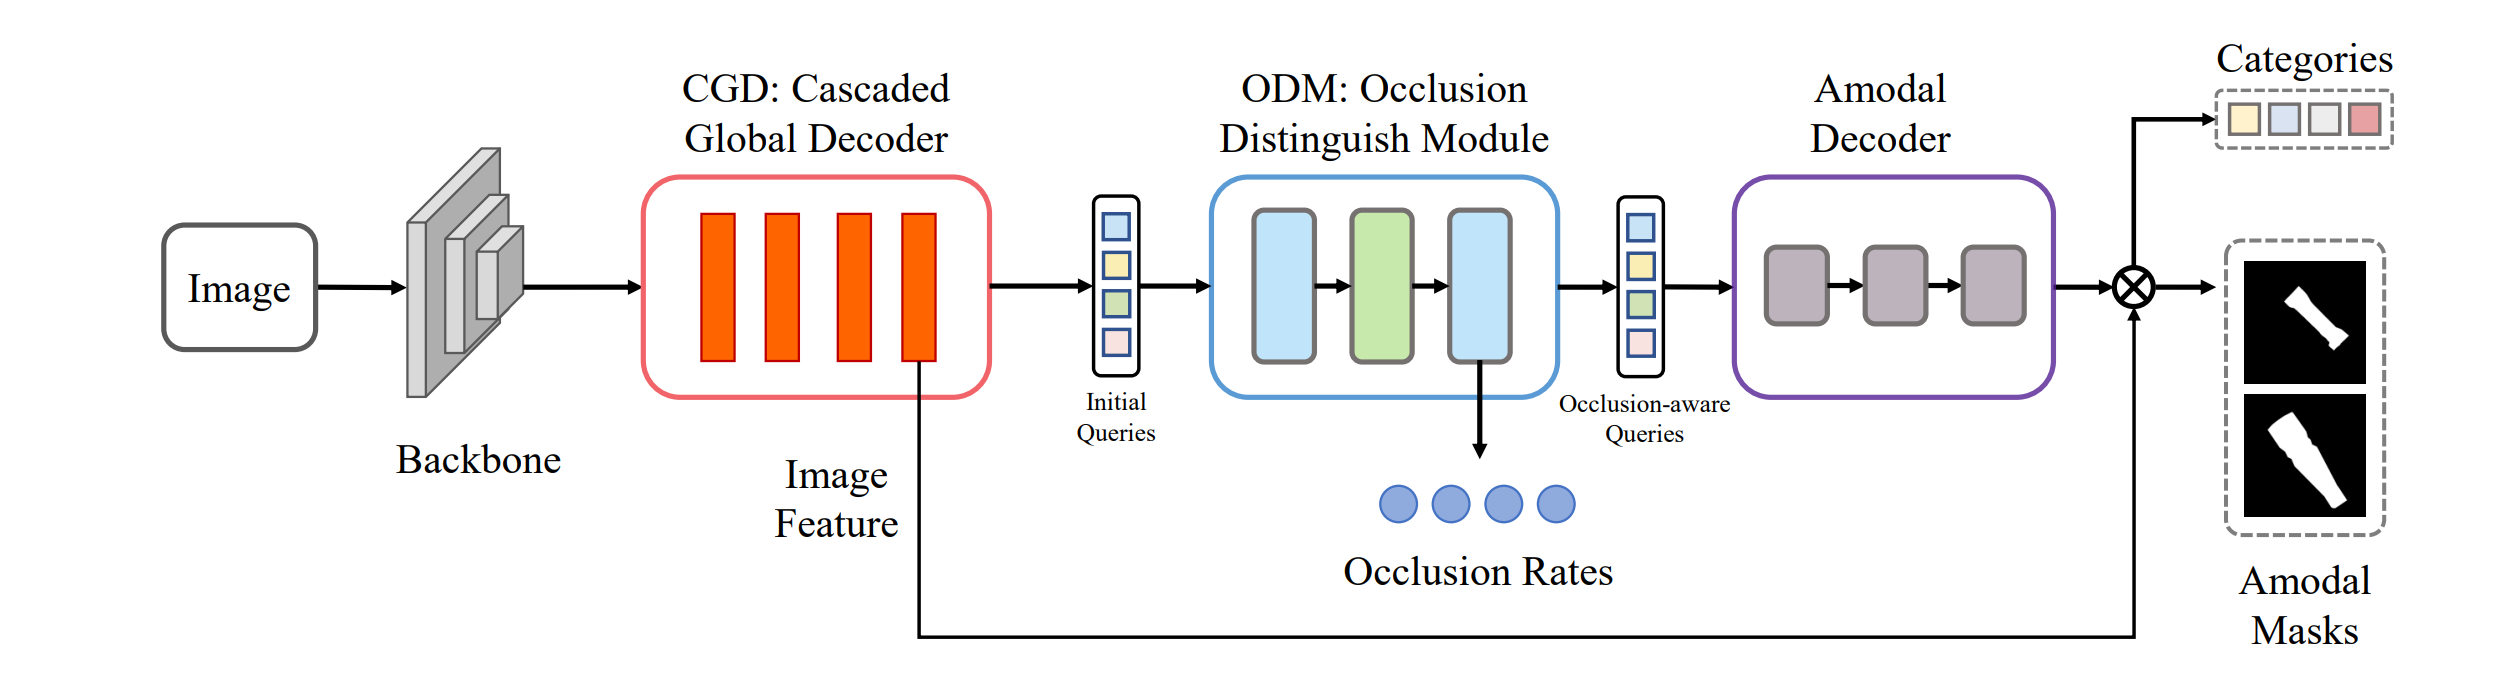 Image
Backbone
CGD: Cascaded
Global Decoder
Image
Feature
Initial
Queries
ODM: Occlusion
Distinguish Module
Occlusion Rates
Occlusion-aware
Queries
Amodal
Decoder
Categories
Amodal
Masks